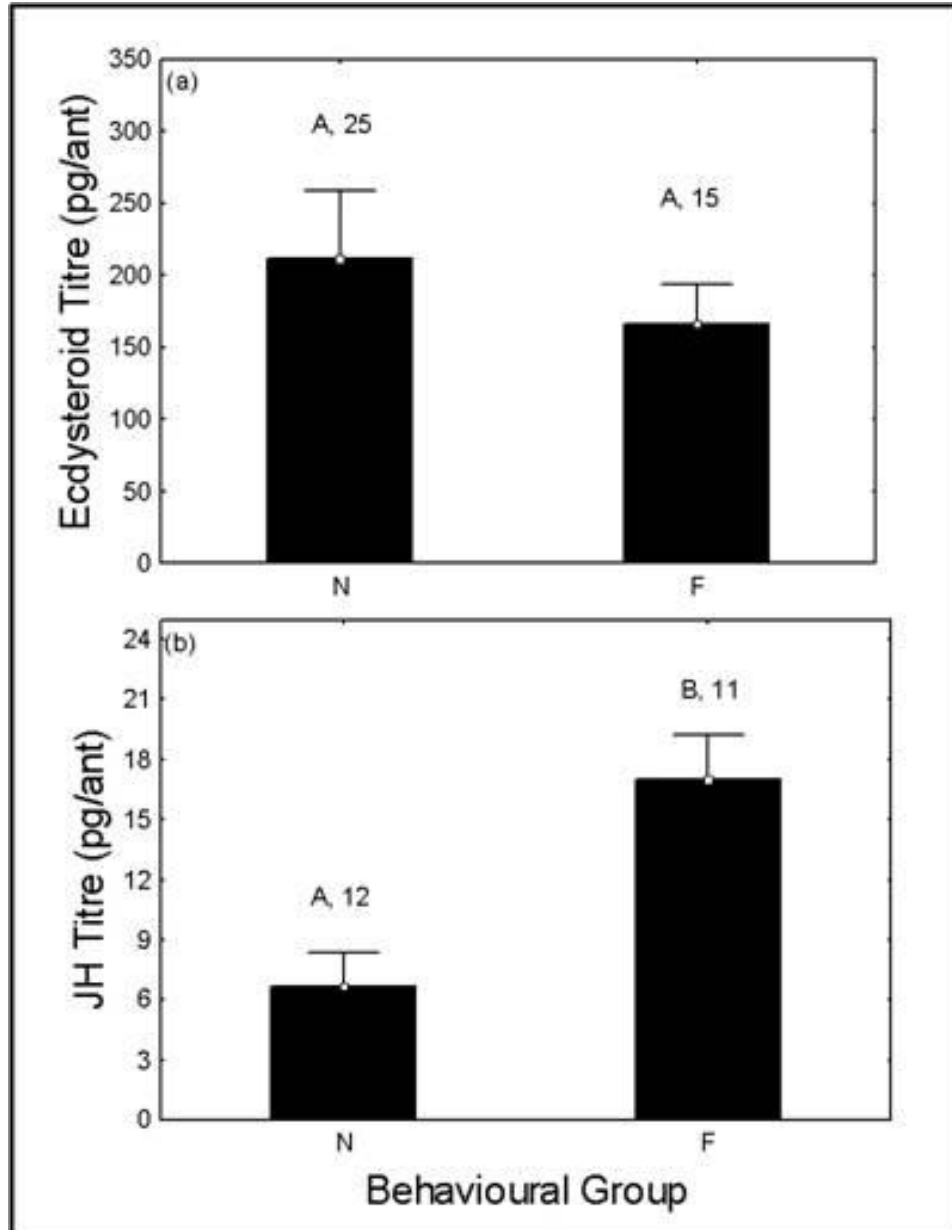 (a)
Ecdysteroid Titre (pg/ant)
350
300
250
200
150
100
50
0
A, 25
A, 15
N F
(b)
JH Titre (pg/ant)
24
21
18
15
12
9
6
3
0
A, 12
B, 11
N F
Behavioural Group